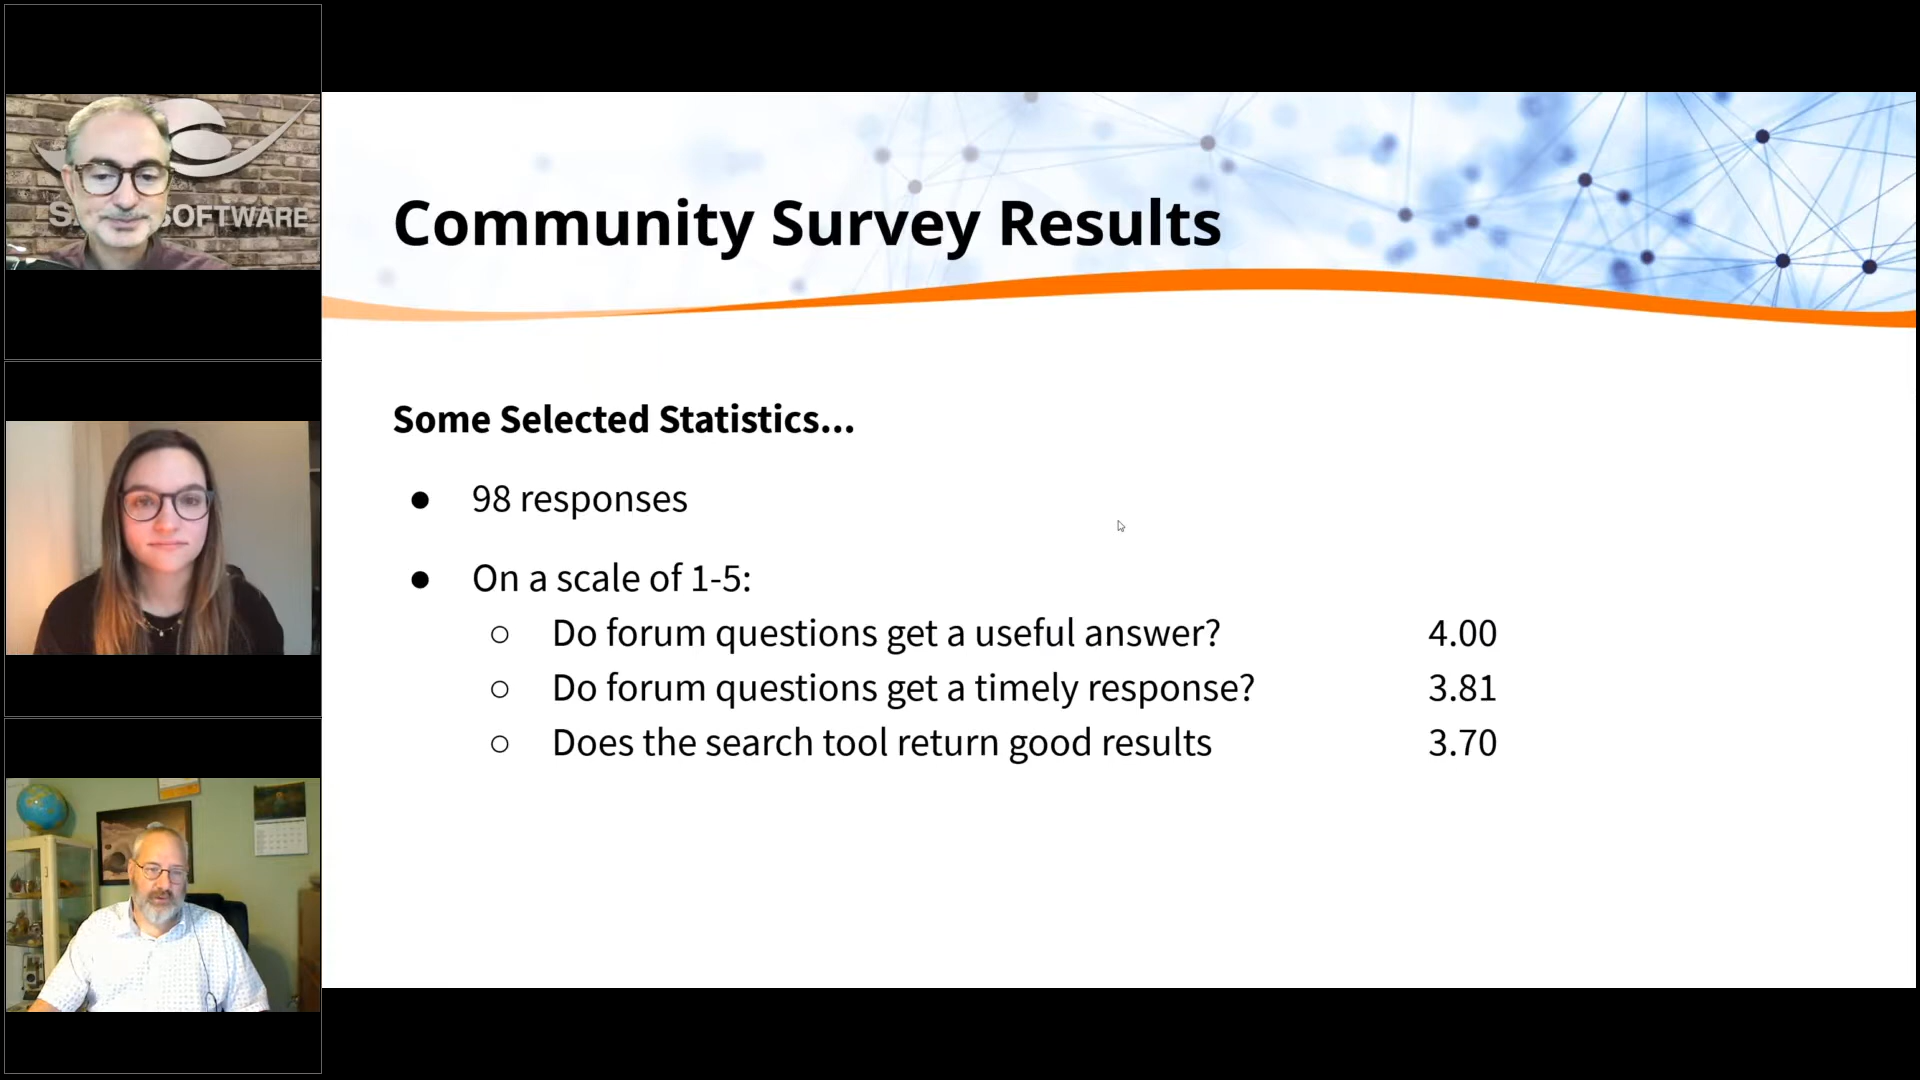 SOFTWARE
Community Survey Results
Some Selected Statistics...
● 98 responses
● On a scale of 1-5:
○ Do forum questions get a useful answer? 4.00
○ Do forum questions get a timely response? 3.81
○ Does the search tool return good results 3.70